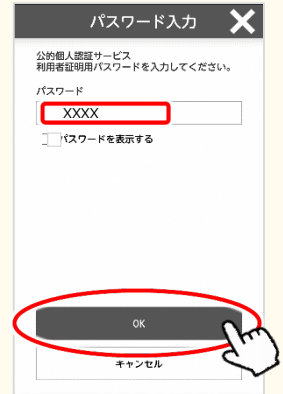 パスワード入力
公的個人認証サービス
利用者証明用パスワードを入力してください。
パスワード
XXXX
パスワードを表示する
OK
キャンセル